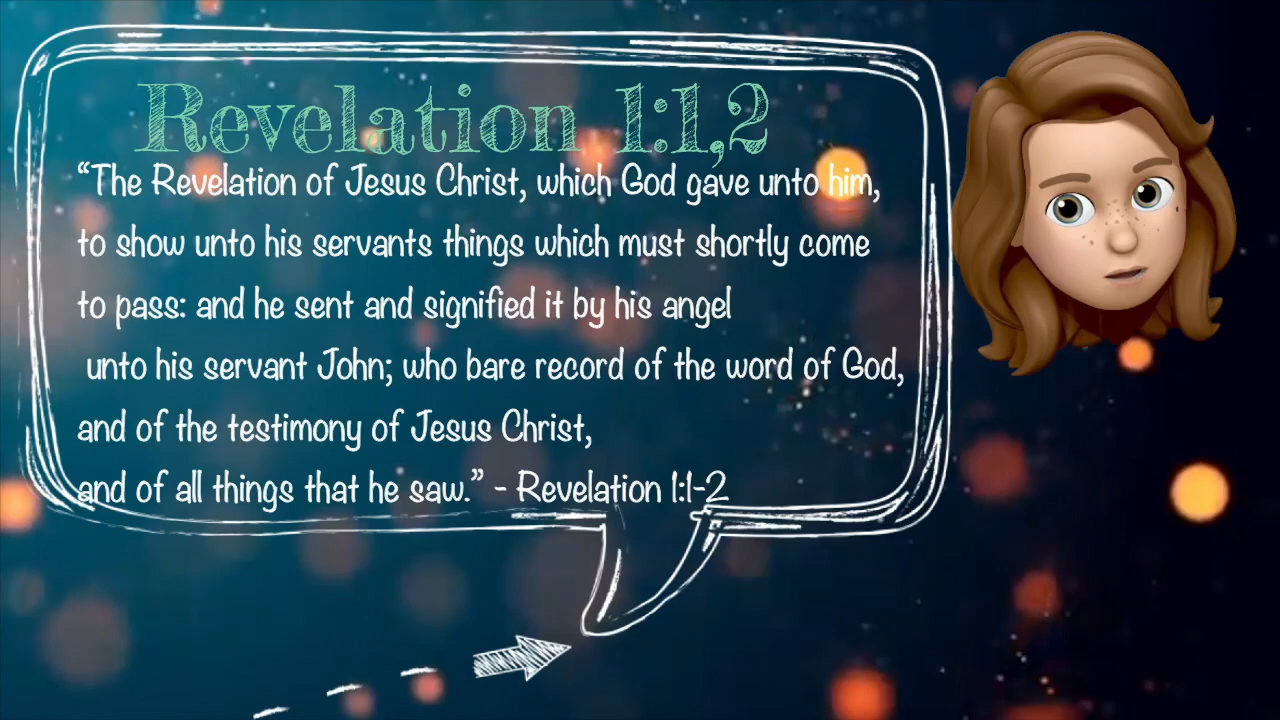 Revelation 1:1,2
“The Revelation of Jesus Christ, which God gave unto him,
to show unto his servants things which must shortly come
to pass: and he sent and signified it by his angel
unto his servant John; who bare record of the word of God,
and of the testimony of Jesus Christ,
and of all things that he saw.” - Revelation 1:1-2